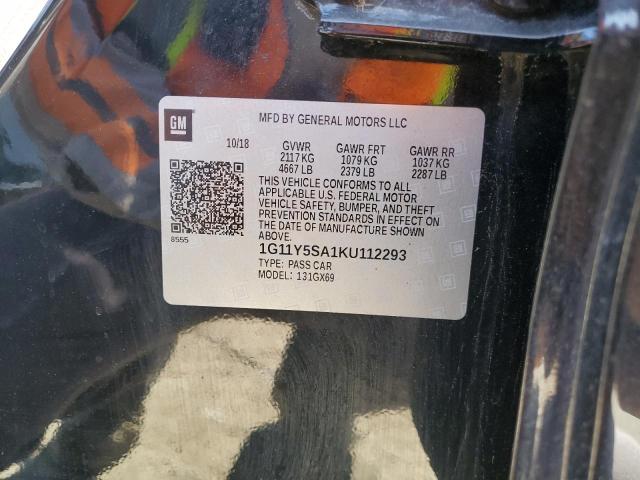 GM
MFD BY GENERAL MOTORS LLC
10/18 GVWR GAWR FRT GAWR RR
2117 KG 1079 KG 1037 KG
4667 LB 2379 LB 2287 LB
THIS VEHICLE CONFORMS TO ALL
APPLICABLE U.S. FEDERAL MOTOR
VEHICLE SAFETY, BUMPER, AND THEFT
PREVENTION STANDARDS IN EFFECT ON
THE DATE OF MANUFACTURE SHOWN
ABOVE.
8555
1G11Y5SA1KU112293
TYPE: PASS CAR
MODEL: 131GX69